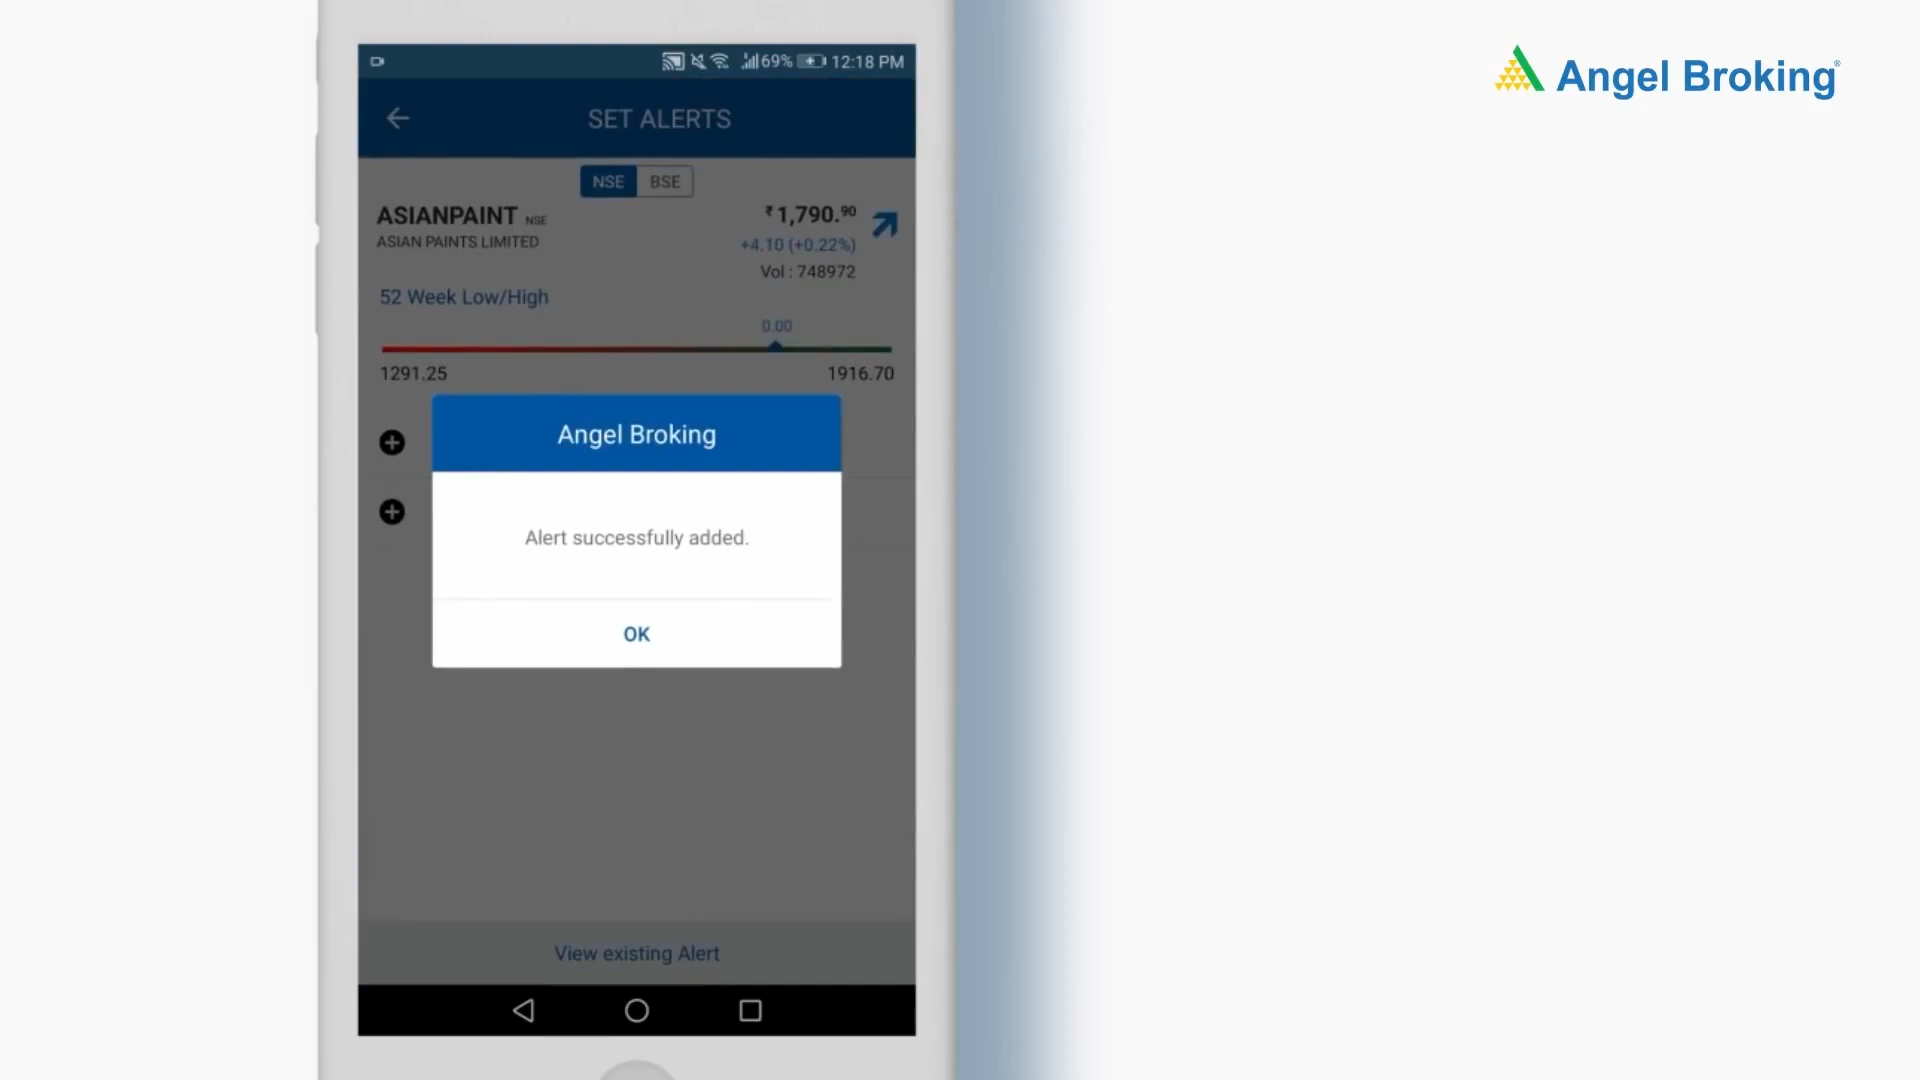 69% 12:18 PM
Angel Broking®
SET ALERTS
NSE BSE
ASIANPAINT NSE
₹1,790.90
ASIAN PAINTS LIMITED
+4.10 (+0.22%)
Vol : 748972
52 Week Low/High
0.00
1291.25
1916.70
Angel Broking
Alert successfully added.
OK
View existing Alert